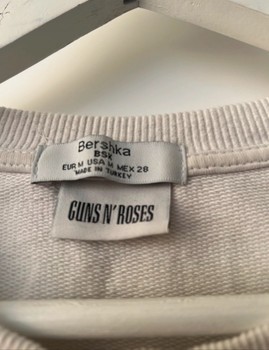 Bershka
BSK
EUR M USA M MEX 28
MADE IN TURKEY
GUNS N' ROSES